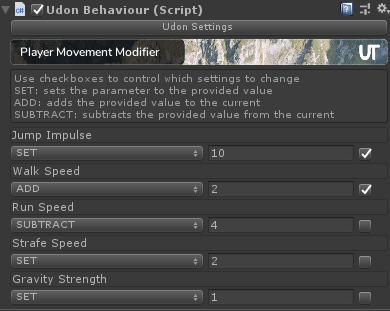 Udon Behaviour (Script)
Udon Settings
Player Movement Modifier
UT
Use checkboxes to control which settings to change
SET: sets the parameter to the provided value
ADD: adds the provided value to the current
SUBTRACT: subtracts the provided value from the current
Jump Impulse
SET 10
Walk Speed
ADD 2
Run Speed
SUBTRACT 4
Strafe Speed
SET 2
Gravity Strength
SET 1